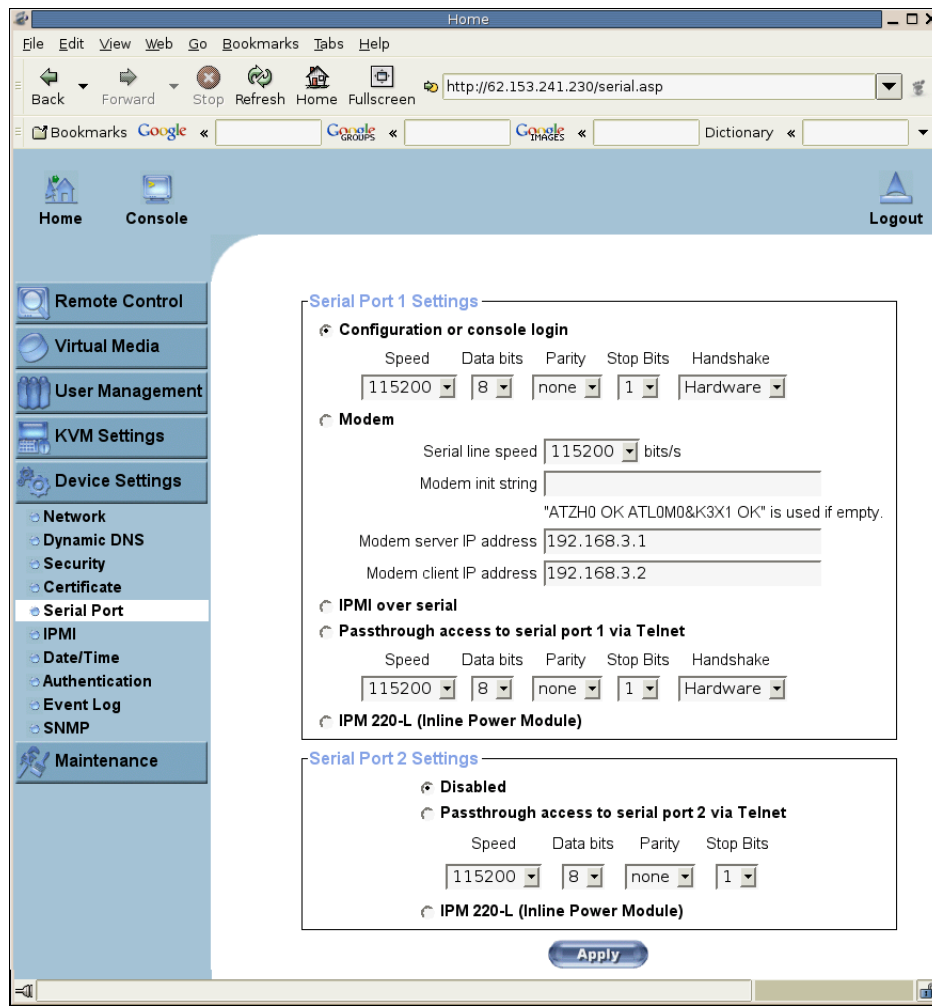 Home
File Edit View Web Go Bookmarks Tabs Help
Back Forward Stop Refresh Home Fullscreen http://62.153.241.230/serial.asp
Bookmarks Google « Google GROUPS « Google IMAGES « Dictionary «
Home Console Logout
Remote Control
Virtual Media
User Management
KVM Settings
Device Settings
Network
Dynamic DNS
Security
Certificate
Serial Port
IPMI
Date/Time
Authentication
Event Log
SNMP
Maintenance
Serial Port 1 Settings
Configuration or console login
Speed Data bits Parity Stop Bits Handshake
115200 8 none 1 Hardware
Modem
Serial line speed 115200 bits/s
Modem init string
"ATZH0 OK ATL0M0&K3X1 OK" is used if empty.
Modem server IP address 192.168.3.1
Modem client IP address 192.168.3.2
IPMI over serial
Passthrough access to serial port 1 via Telnet
Speed Data bits Parity Stop Bits Handshake
115200 8 none 1 Hardware
IPM 220-L (Inline Power Module)
Serial Port 2 Settings
Disabled
Passthrough access to serial port 2 via Telnet
Speed Data bits Parity Stop Bits
115200 8 none 1
IPM 220-L (Inline Power Module)
Apply